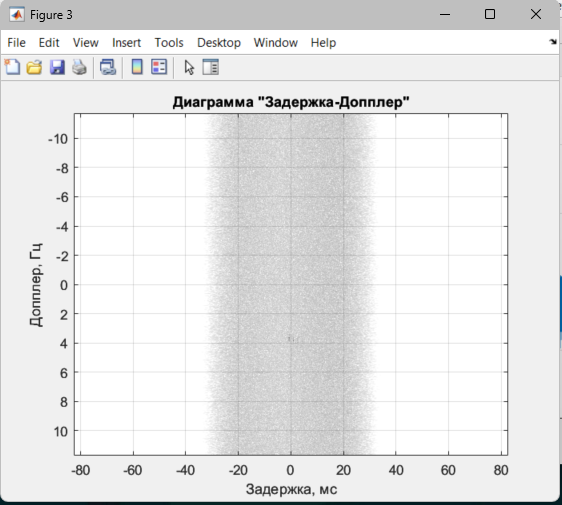 Figure 3
File Edit View Insert Tools Desktop Window Help
Диаграмма "Задержка-Допплер"
-10
-8
-6
-4
-2
0
2
4
6
8
10
Допплер, Гц
-80 -60 -40 -20 0 20 40 60 80
Задержка, мс